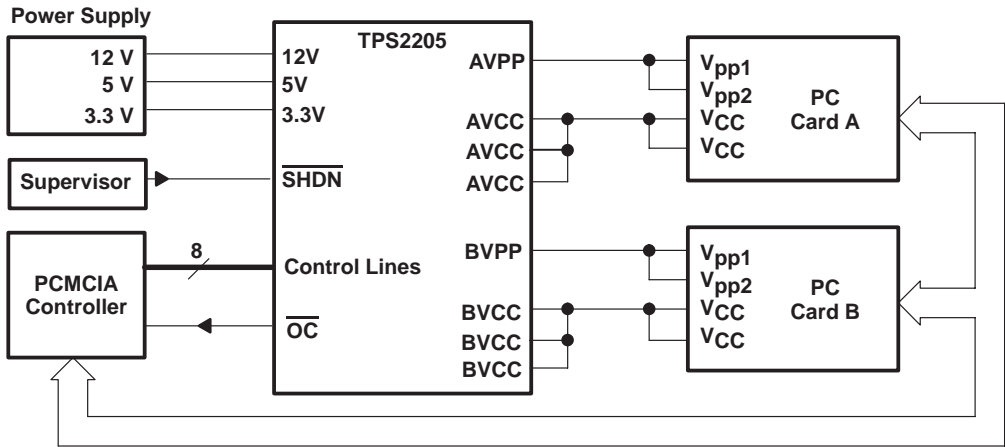 Power Supply
12 V
5 V
3.3 V
Supervisor
PCMCIA
Controller
8
TPS2205
12V
5V
3.3V
SHDN
Control Lines
OC
AVPP
AVCC
AVCC
AVCC
BVPP
BVCC
BVCC
BVCC
Vpp1
Vpp2
VCC
VCC
PC
Card A
Vpp1
Vpp2
VCC
VCC
PC
Card B